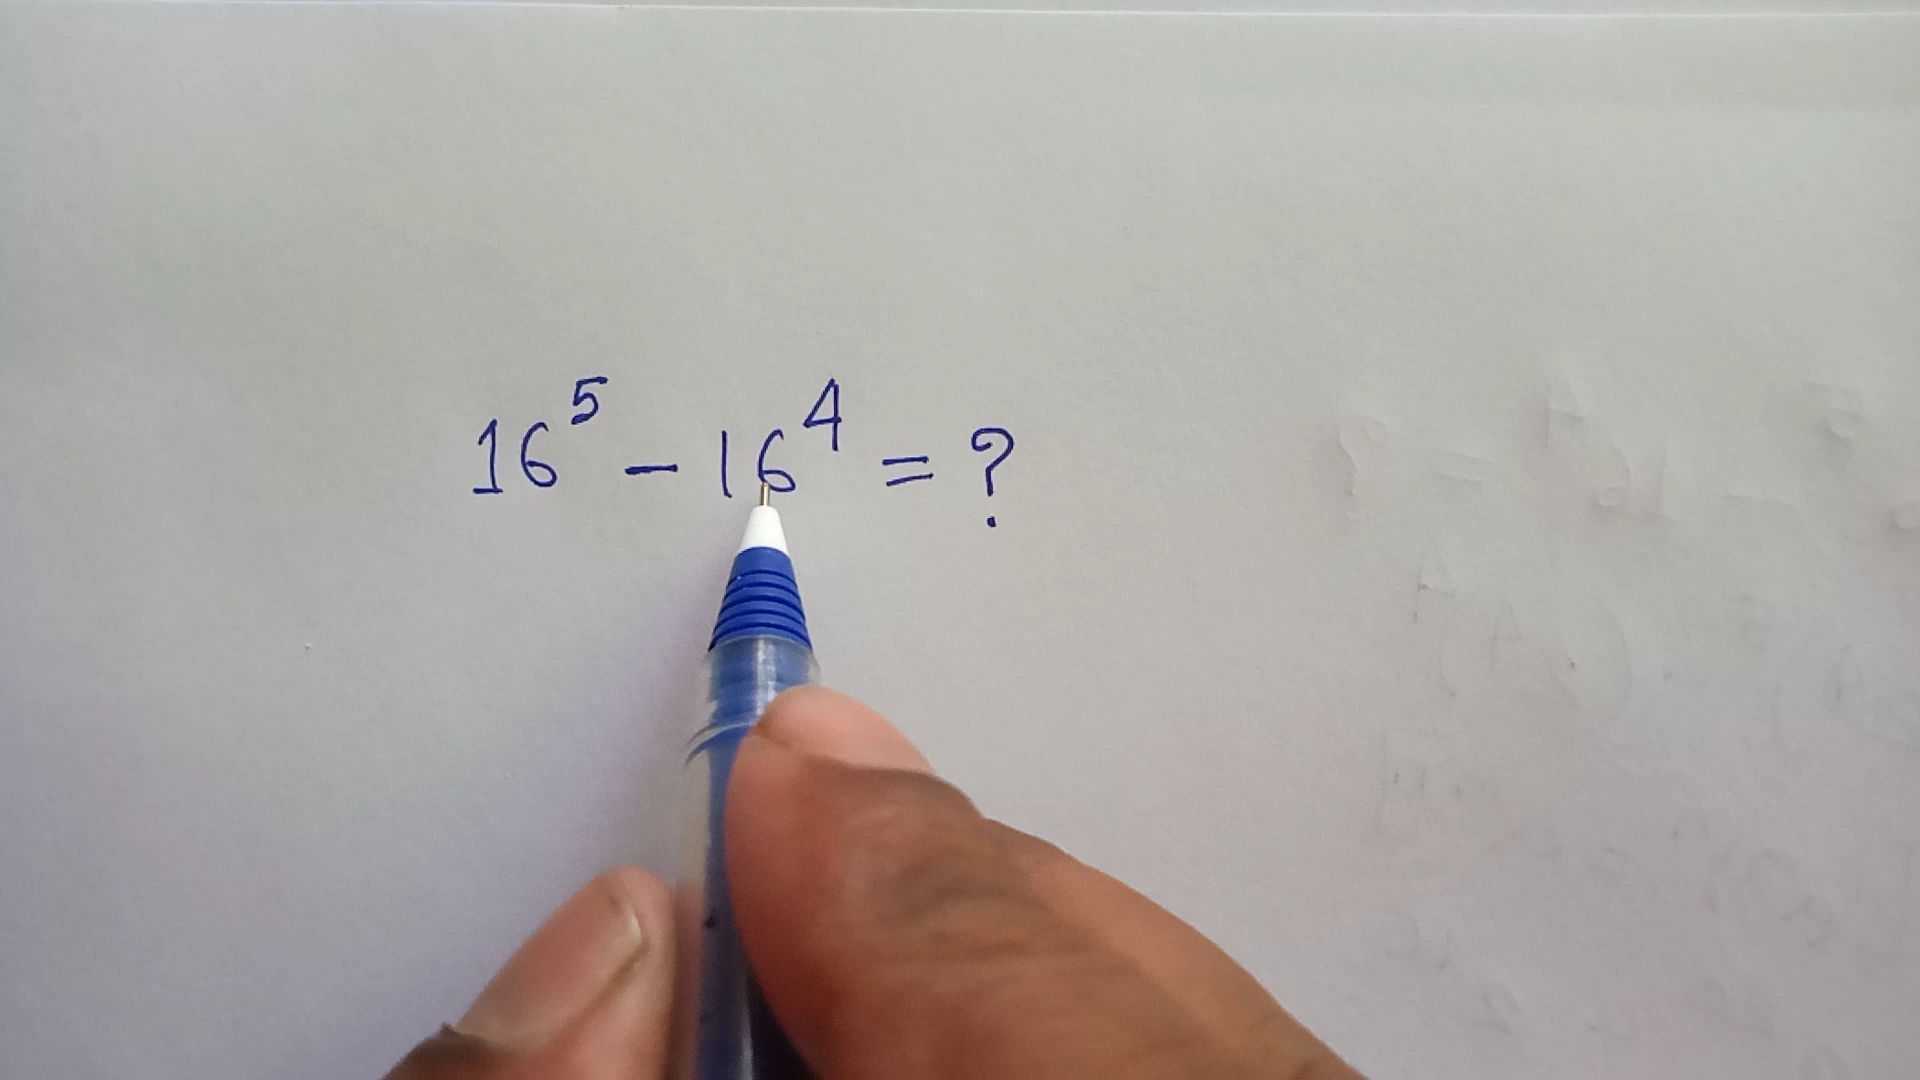 16⁵ - 16⁴ = ?